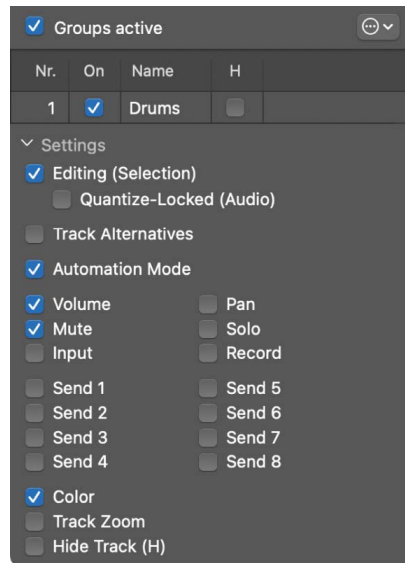 Groups active
Nr. On Name H
1 Drums
Settings
Editing (Selection)
Quantize-Locked (Audio)
Track Alternatives
Automation Mode
Volume Pan
Mute Solo
Input Record
Send 1 Send 5
Send 2 Send 6
Send 3 Send 7
Send 4 Send 8
Color
Track Zoom
Hide Track (H)